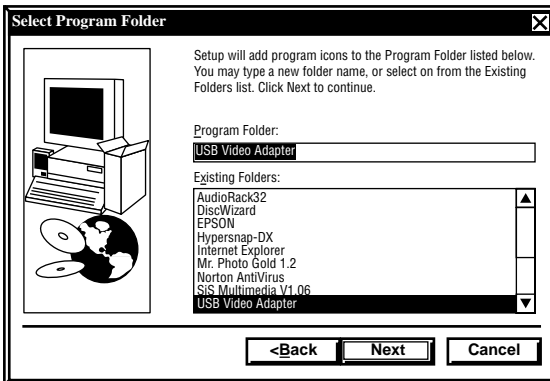 Select Program Folder
Setup will add program icons to the Program Folder listed below.
You may type a new folder name, or select on from the Existing
Folders list. Click Next to continue.
Program Folder:
USB Video Adapter
Existing Folders:
AudioRack32
DiscWizard
EPSON
Hypersnap-DX
Internet Explorer
Mr. Photo Gold 1.2
Norton AntiVirus
SiS Multimedia V1.06
USB Video Adapter
<Back
Next
Cancel